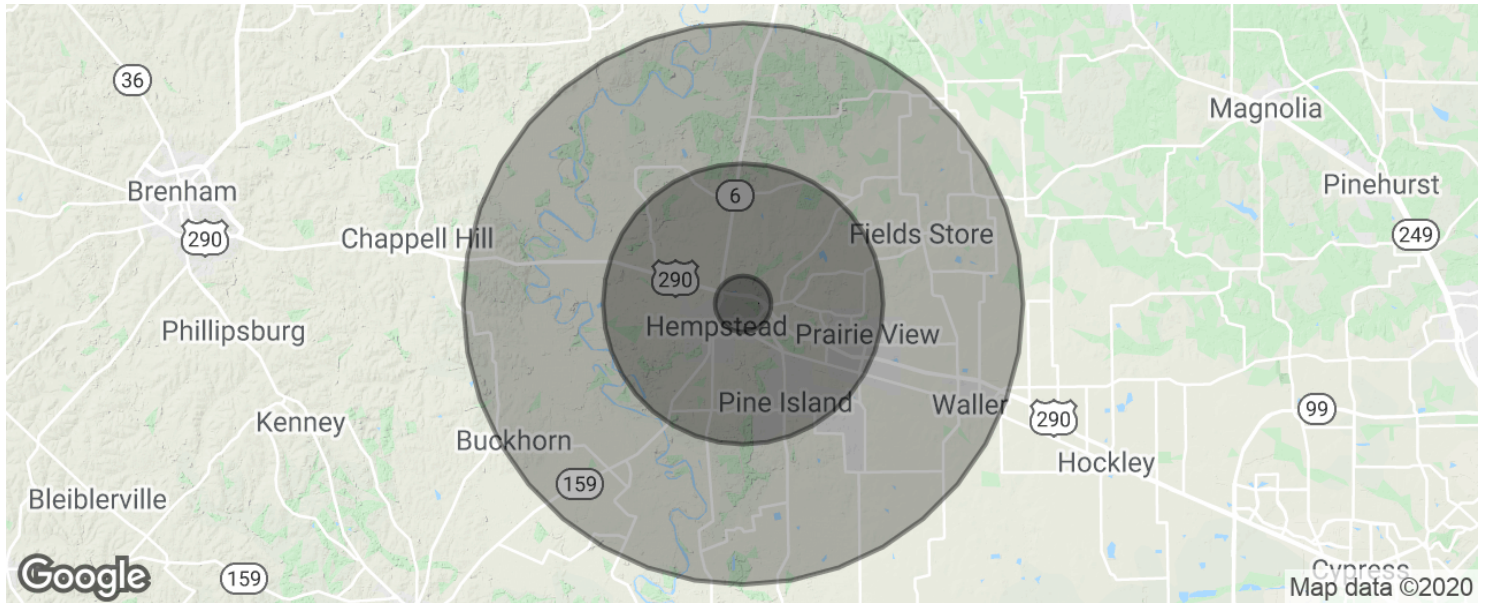 36
Magnolia
Brenham
Pinehurst
6
290
Chappell Hill
Fields Store
249
290
Phillipsburg
Hempstead
Prairie View
Pine Island
Waller
Kenney
290
99
Buckhorn
Hockley
159
Bleiblerville
Google
159
Cypress
Map data ©2020